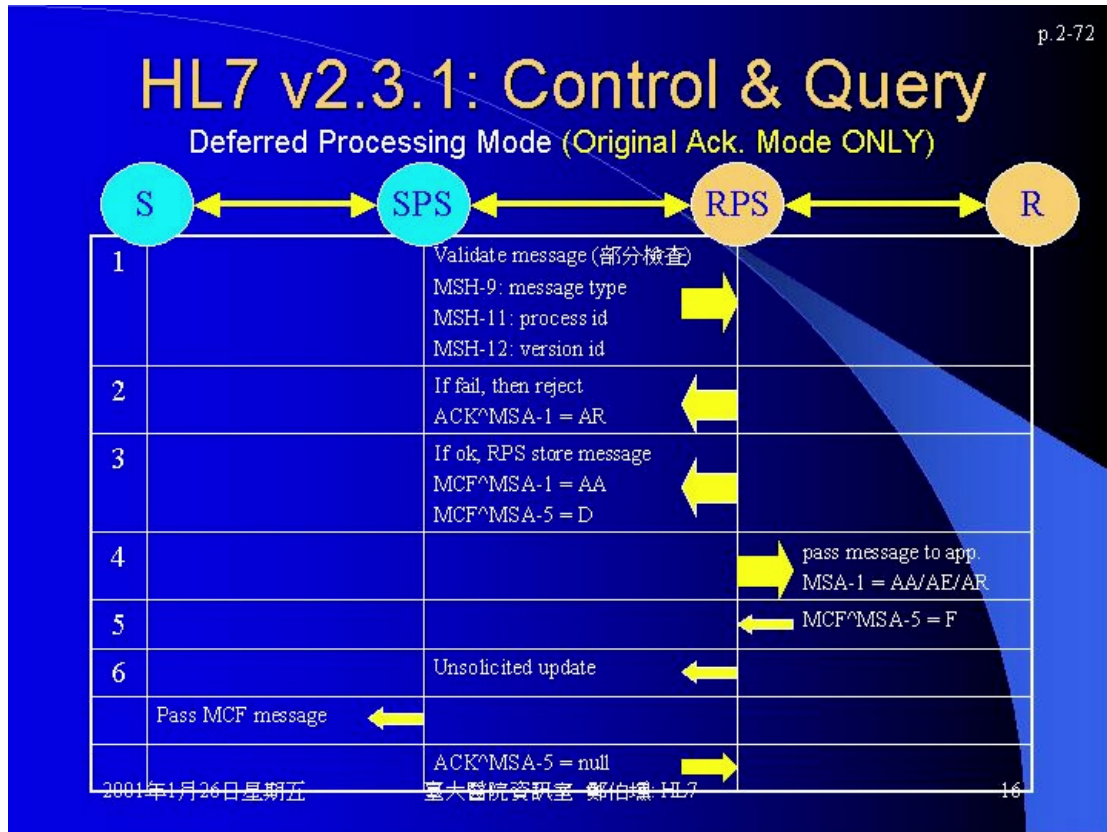 p.2-72
HL7 v2.3.1: Control & Query
Deferred Processing Mode (Original Ack. Mode ONLY)
S
SPS
RPS
R
1
Validate message (部分檢查)
MSH-9: message type
MSH-11: process id
MSH-12: version id
2
If fail, then reject
ACK^MSA-1 = AR
3
If ok, RPS store message
MCF^MSA-1 = AA
MCF^MSA-5 = D
4
pass message to app.
MSA-1 = AA/AE/AR
5
MCF^MSA-5 = F
6
Unsolicited update
Pass MCF message
ACK^MSA-5 = null
2001年1月26日星期五
臺大醫院資訊室 鄭伯壎: HL7
16